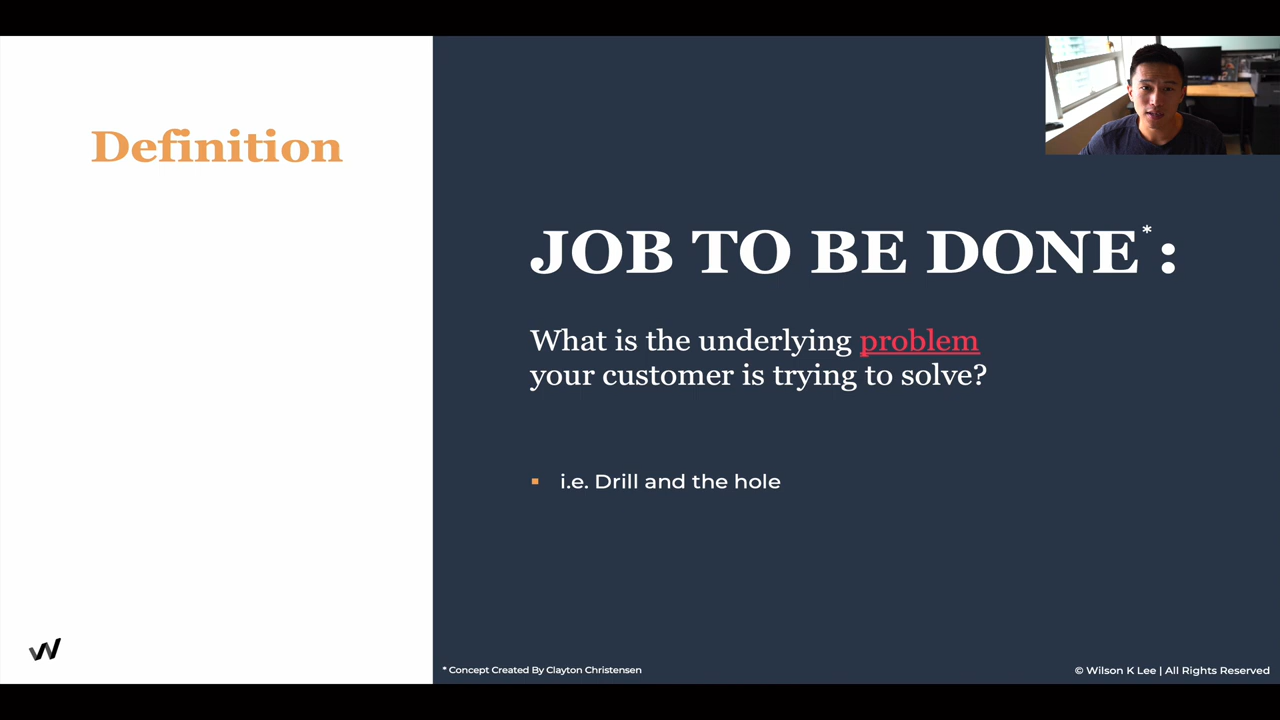 Definition
JOB TO BE DONE*:
What is the underlying problem
your customer is trying to solve?
▪ i.e. Drill and the hole
W
* Concept Created By Clayton Christensen
© Wilson K Lee | All Rights Reserved